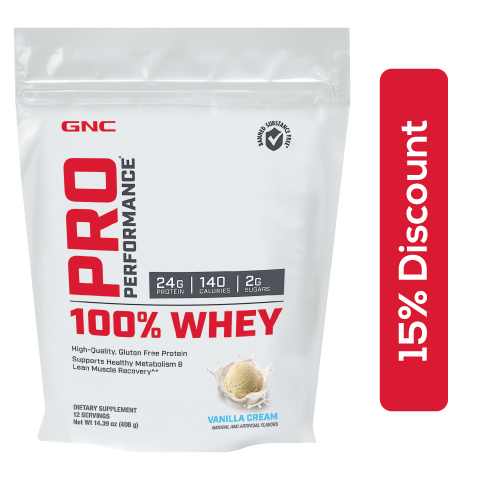 GNC
BANNED SUBSTANCE FREE^
PRO
PERFORMANCE®
24G PROTEIN
140 CALORIES
2G SUGARS
100% WHEY
High-Quality, Gluten Free Protein
Supports Healthy Metabolism &
Lean Muscle Recovery^*
DIETARY SUPPLEMENT
12 SERVINGS
Net Wt 14.39 oz (408 g)
VANILLA CREAM
NATURAL AND ARTIFICIAL FLAVORS
15% Discount